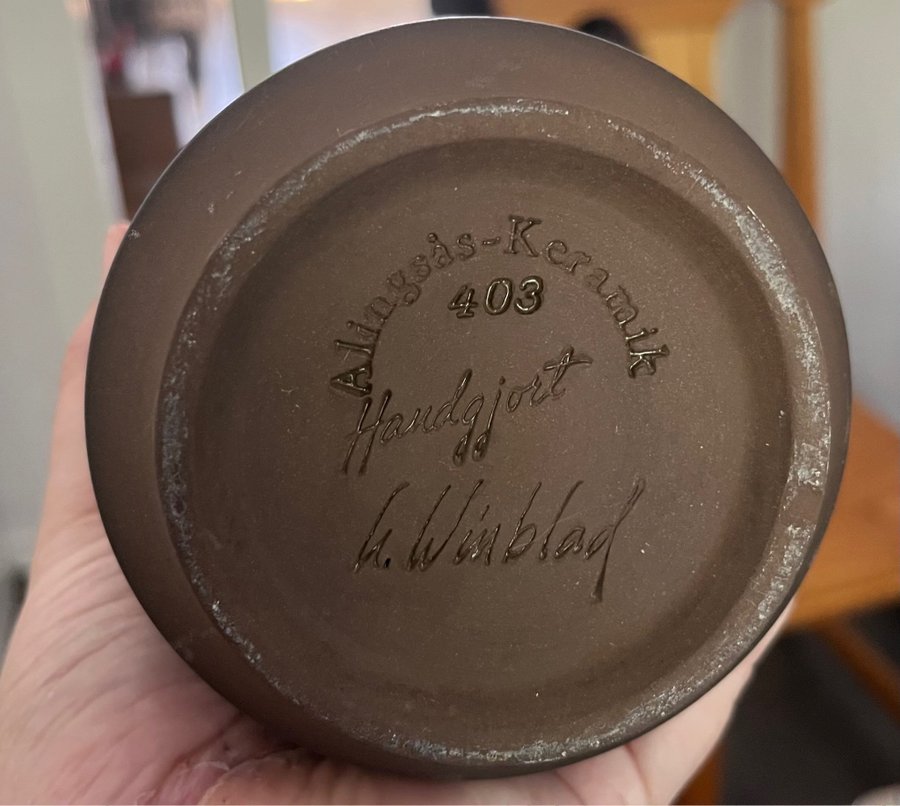 Alingsås-Keramik
403
Handgjort
U. Winblad